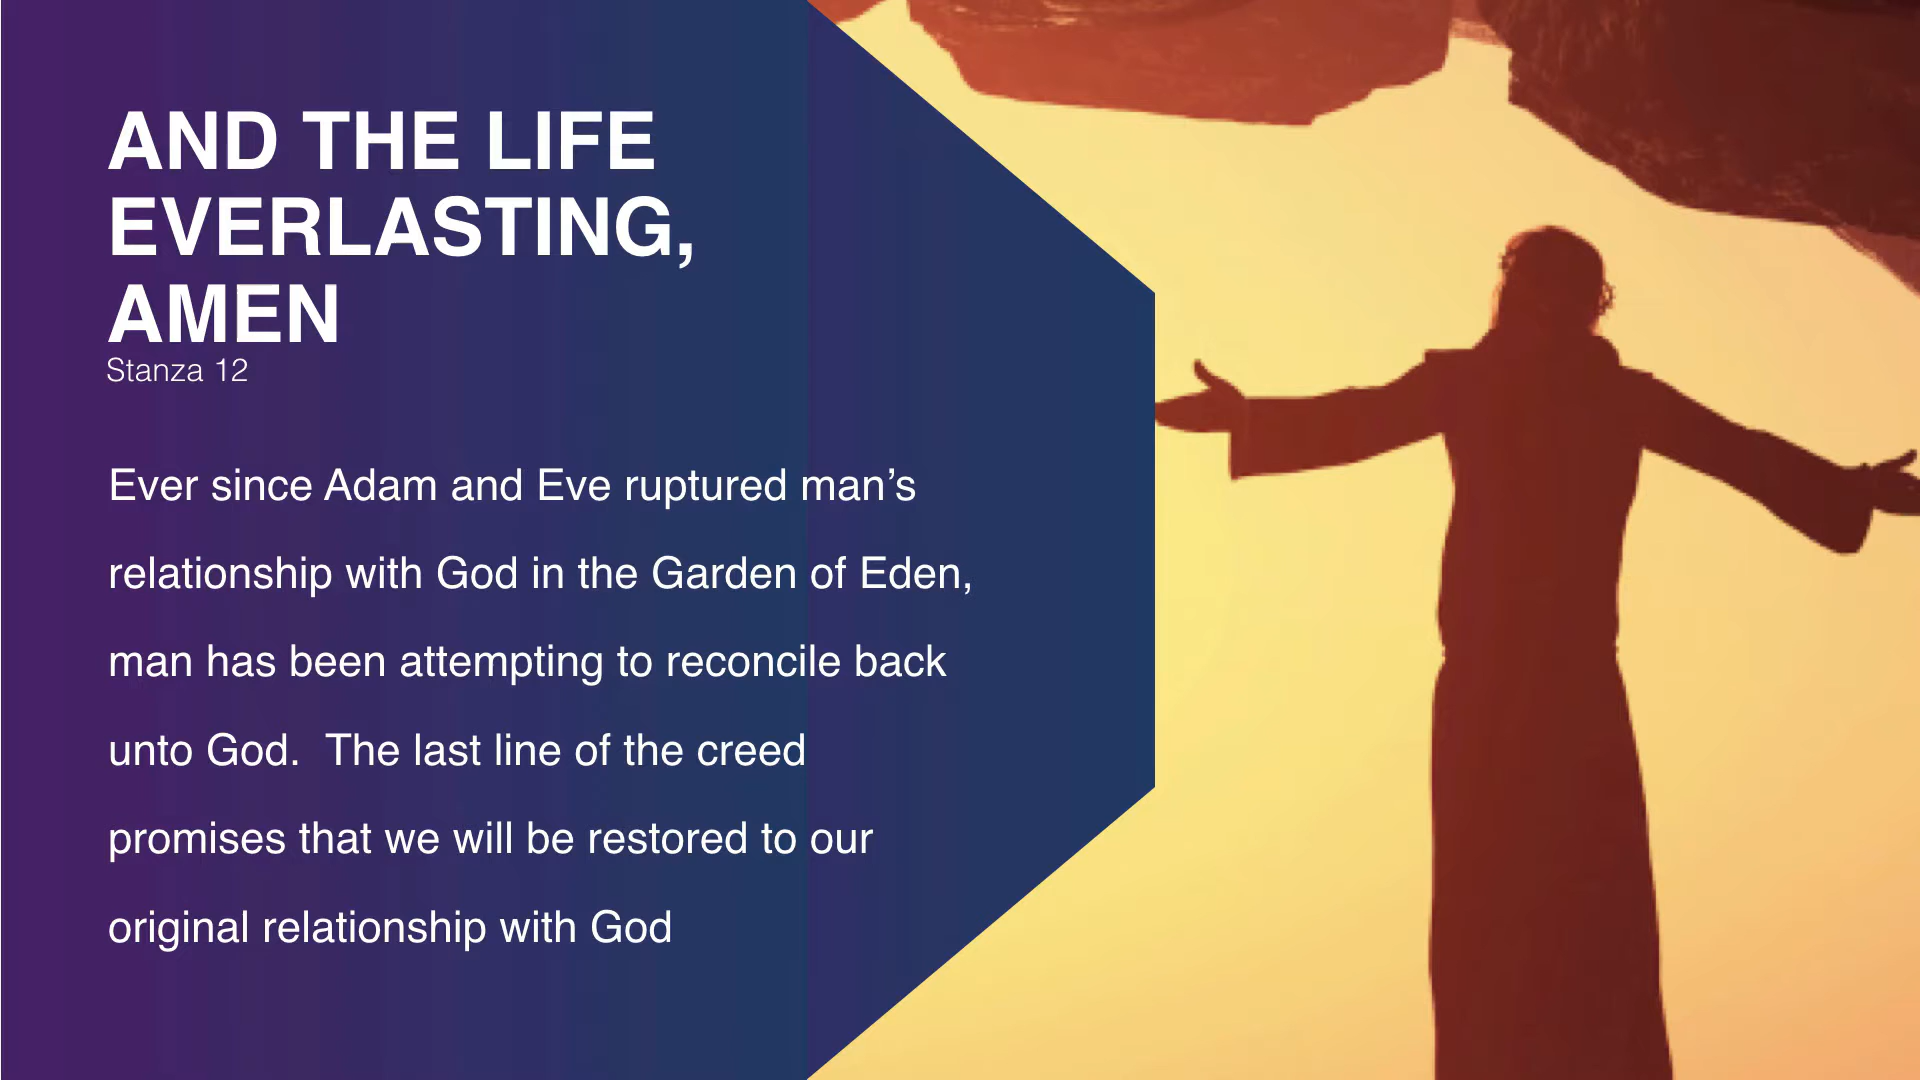 AND THE LIFE
EVERLASTING,
AMEN
Stanza 12
Ever since Adam and Eve ruptured man’s
relationship with God in the Garden of Eden,
man has been attempting to reconcile back
unto God.  The last line of the creed
promises that we will be restored to our
original relationship with God